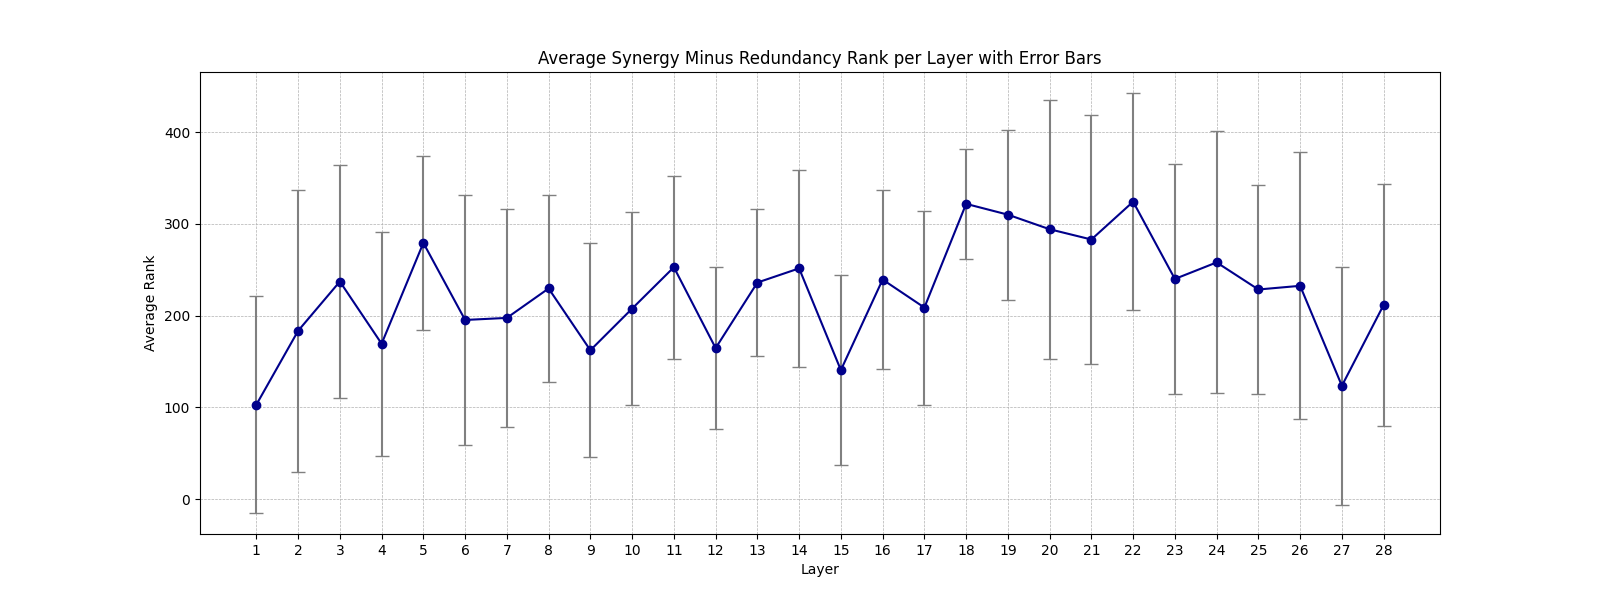 Average Synergy Minus Redundancy Rank per Layer with Error Bars
Average Rank
400
300
200
100
0
1 2 3 4 5 6 7 8 9 10 11 12 13 14 15 16 17 18 19 20 21 22 23 24 25 26 27 28
Layer